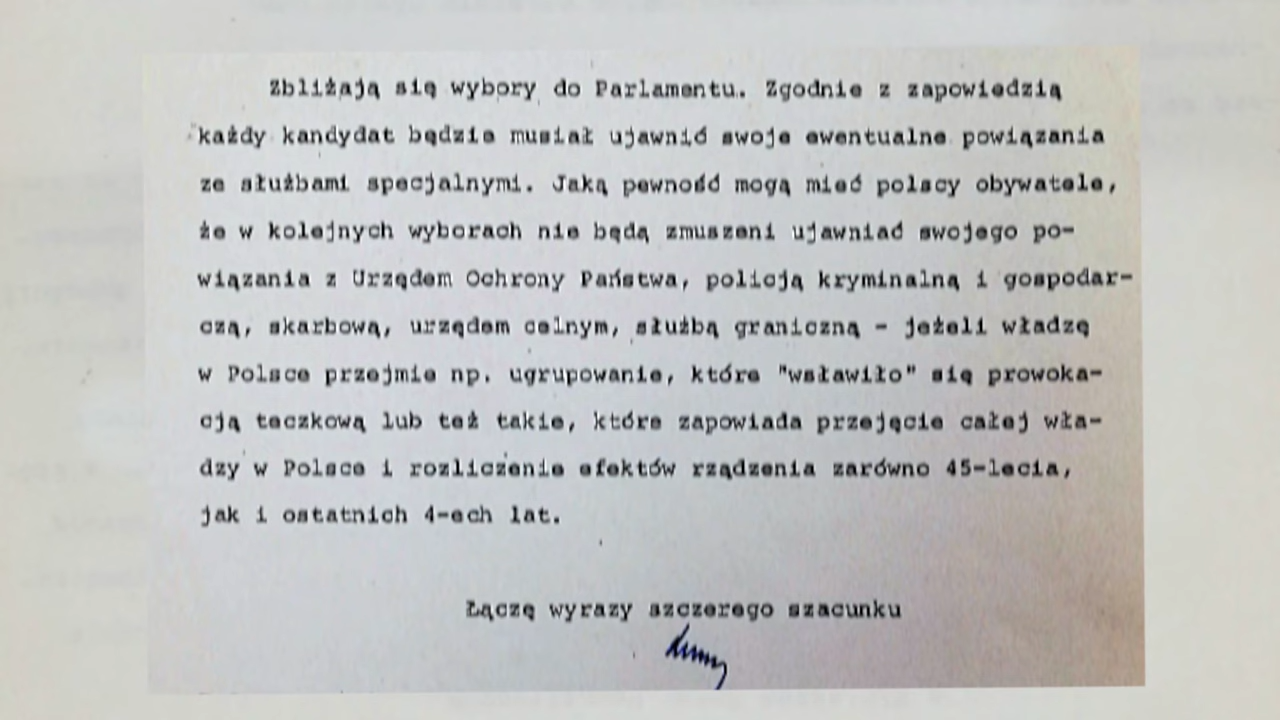 Zbliżają się wybory do Parlamentu. Zgodnie z zapowiedzią
każdy kandydat będzie musiał ujawnić swoje ewentualne powiązania
ze służbami specjalnymi. Jaką pewność mogą mieć polscy obywatele,
że w kolejnych wyborach nie będą zmuszeni ujawniać swojego po-
wiązania z Urzędem Ochrony Państwa, policją kryminalną i gospodar-
czą, skarbową, urzędem celnym, służbą graniczną - jeżeli władzę
w Polsce przejmie np. ugrupowanie, które "wsławiło" się prowoka-
cją teczkową lub też takie, które zapowiada przejęcie całej wła-
dzy w Polsce i rozliczenie efektów rządzenia zarówno 45-lecia,
jak i ostatnich 4-ech lat.
Łączę wyrazy szczerego szacunku